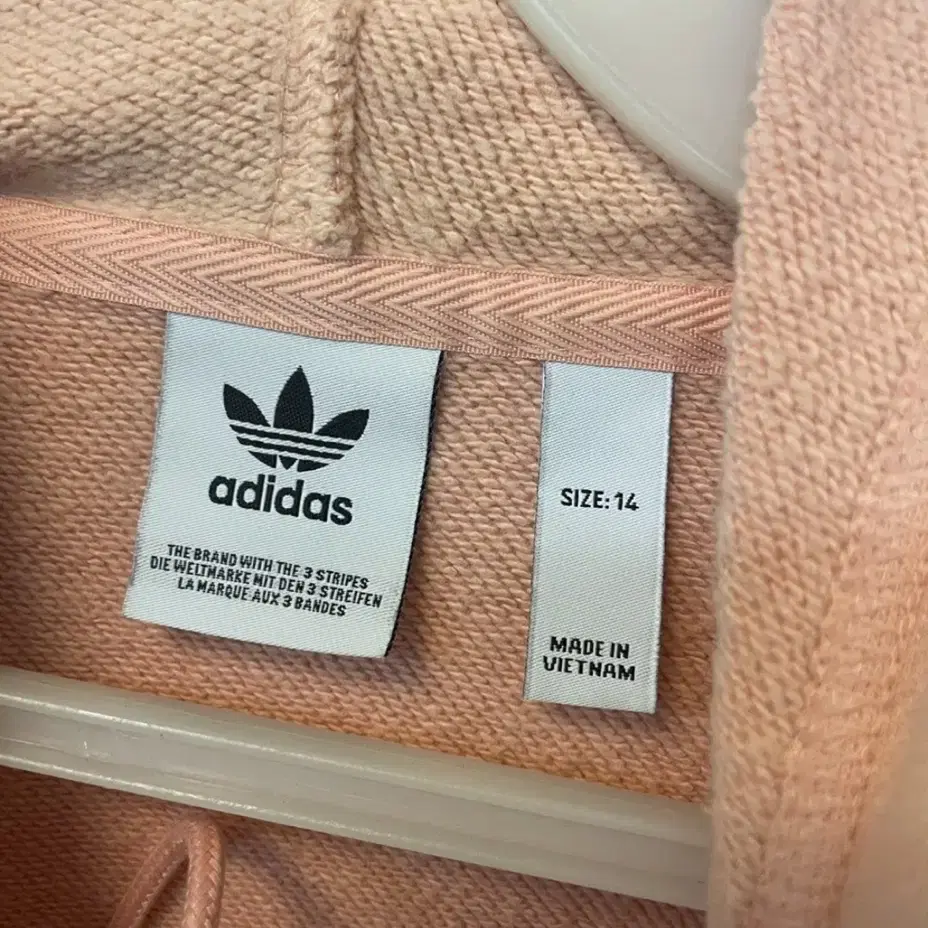 adidas
THE BRAND WITH THE 3 STRIPES
DIE WELTMARKE MIT DEN 3 STREIFEN
LA MARQUE AUX 3 BANDES
SIZE: 14
MADE IN
VIETNAM